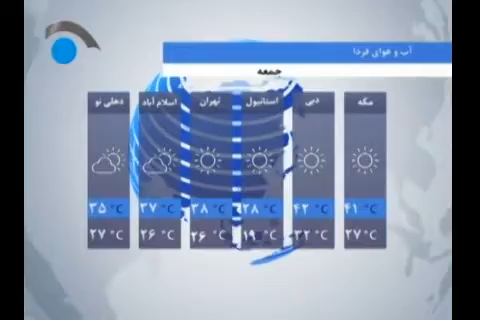 آب و هوای فردا
جمعه
مکه
دبی
استانبول
تهران
اسلام آباد
دهلی نو
۴۱ °C
۴۲ °C
۲۸ °C
۳۸ °C
۳۷ °C
۳۵ °C
۲۷ °C
۳۲ °C
۱۹ °C
۲۶ °C
۲۶ °C
۲۷ °C